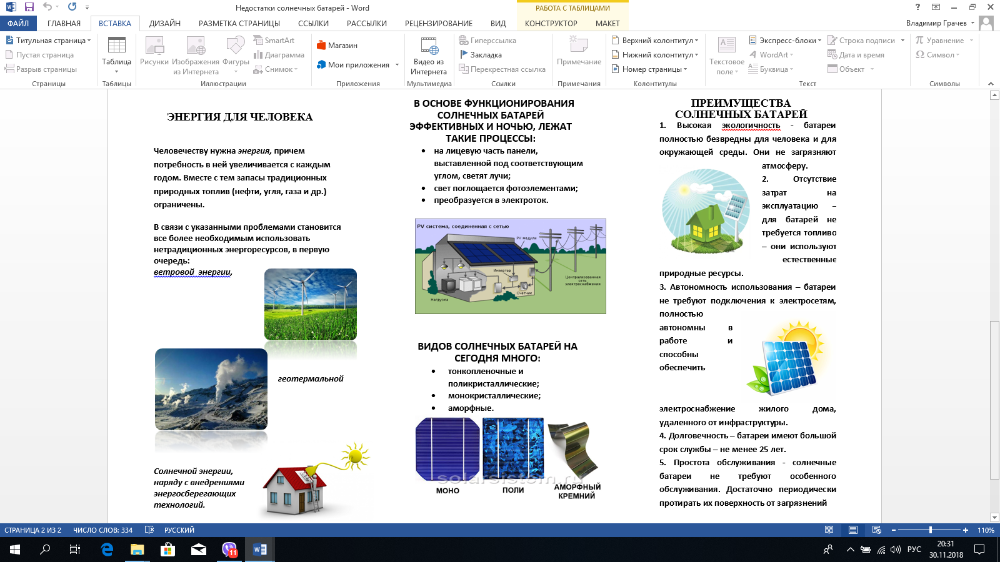 Недостатки солнечных батарей - Word
РАБОТА С ТАБЛИЦАМИ
ФАЙЛ ГЛАВНАЯ ВСТАВКА ДИЗАЙН РАЗМЕТКА СТРАНИЦЫ ССЫЛКИ РАССЫЛКИ РЕЦЕНЗИРОВАНИЕ ВИД КОНСТРУКТОР МАКЕТ Владимир Грачев
Титульная страница
Пустая страница
Разрыв страницы
Страницы
Таблица
Таблицы
Рисунки
Изображения из Интернета
Фигуры
SmartArt
Диаграмма
Снимок
Иллюстрации
Магазин
Мои приложения
Приложения
Видео из Интернета
Мультимедиа
Гиперссылка
Закладка
Перекрестная ссылка
Ссылки
Примечание
Примечания
Верхний колонтитул
Нижний колонтитул
Номер страницы
Колонтитулы
Текстовое поле
Экспресс-блоки
WordArt
Буквица
Строка подписи
Дата и время
Объект
Текст
Уравнение
Символ
Символы
ЭНЕРГИЯ ДЛЯ ЧЕЛОВЕКА
Человечеству нужна энергия, причем
потребность в ней увеличивается с каждым
годом. Вместе с тем запасы традиционных
природных топлив (нефти, угля, газа и др.)
ограничены.
В связи с указанными проблемами становится
все более необходимым использовать
нетрадиционных энергоресурсов, в первую
очередь:
ветровой энергии,
геотермальной
Солнечной энергии,
наряду с внедрениями
энергосберегающих
технологий.
В ОСНОВЕ ФУНКЦИОНИРОВАНИЯ
СОЛНЕЧНЫХ БАТАРЕЙ
ЭФФЕКТИВНЫХ И НОЧЬЮ, ЛЕЖАТ
ТАКИЕ ПРОЦЕССЫ:
• на лицевую часть панели,
выставленной под соответствующим
углом, светят лучи;
• свет поглощается фотоэлементами;
• преобразуется в электроток.
PV система, соединенная с сетью
PV модули
Инвертор
Централизованная
сеть
электроснабжения
Счетчик
Нагрузка
ВИДОВ СОЛНЕЧНЫХ БАТАРЕЙ НА
СЕГОДНЯ МНОГО:
• тонкопленочные и
поликристаллические;
• монокристаллические;
• аморфные.
solarsistem.ru
МОНО
ПОЛИ
АМОРФНЫЙ
КРЕМНИЙ
ПРЕИМУЩЕСТВА
СОЛНЕЧНЫХ БАТАРЕЙ
1. Высокая экологичность - батареи
полностью безвредны для человека и для
окружающей среды. Они не загрязняют
атмосферу.
2. Отсутствие
затрат на
эксплуатацию –
для батарей не
требуется топливо
– они используют
естественные
природные ресурсы.
3. Автономность использования – батареи
не требуют подключения к электросетям,
полностью
автономны в
работе и
способны
обеспечить
электроснабжение жилого дома,
удаленного от инфраструктуры.
4. Долговечность – батареи имеют большой
срок службы – не менее 25 лет.
5. Простота обслуживания - солнечные
батареи не требуют особенного
обслуживания. Достаточно периодически
протирать их поверхность от загрязнений
СТРАНИЦА 2 ИЗ 2 ЧИСЛО СЛОВ: 334 РУССКИЙ 110%
11
РУС
20:31
30.11.2018